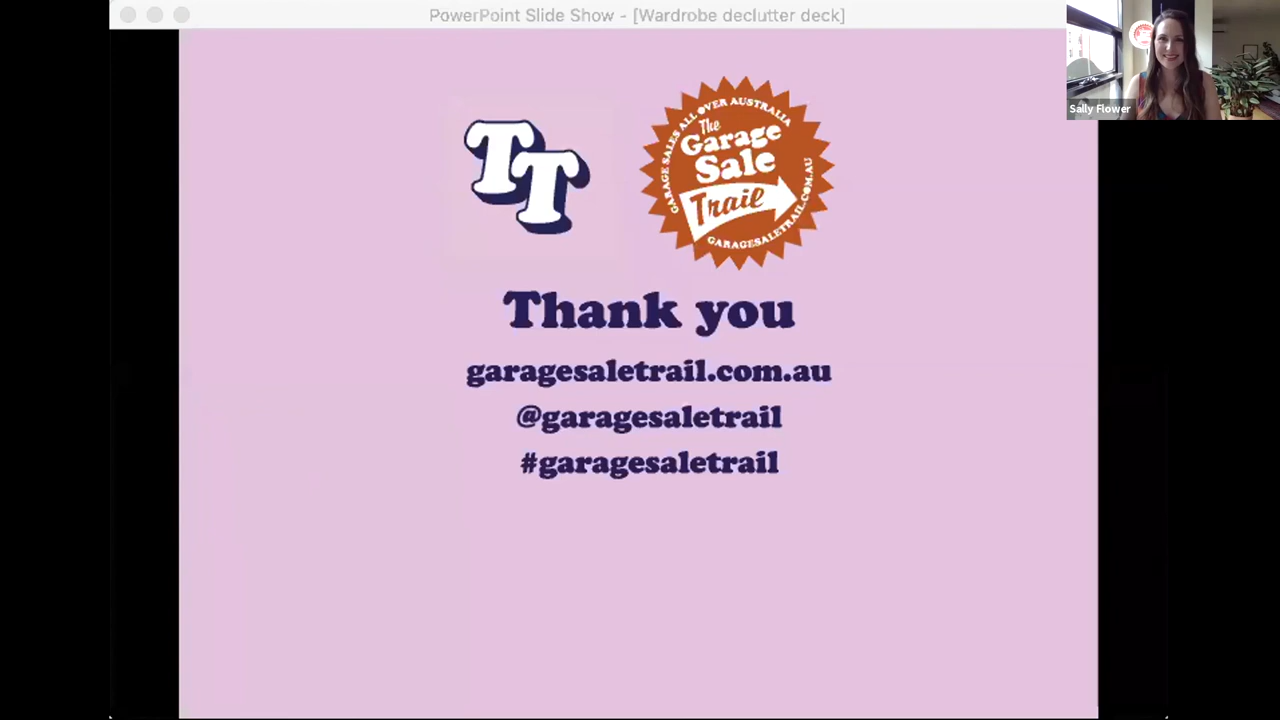 PowerPoint Slide Show - [Wardrobe declutter deck]
Sally Flower
TT
GARAGE SALES ALL OVER AUSTRALIA
The
Garage
Sale
Trail
GARAGESALETRAIL.COM.AU
Thank you
garagesaletrail.com.au
@garagesaletrail
#garagesaletrail